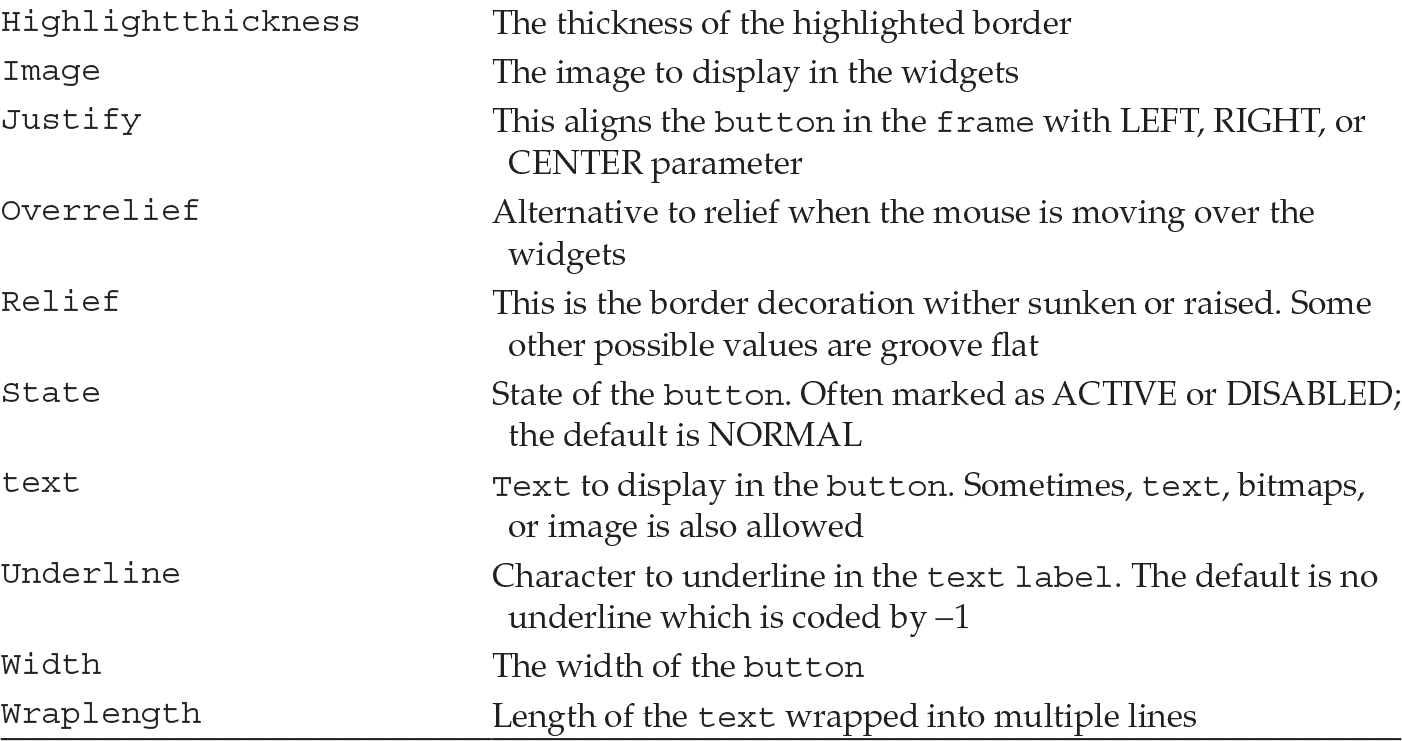 Highlightthickness The thickness of the highlighted border
Image The image to display in the widgets
Justify This aligns the button in the frame with LEFT, RIGHT, or
CENTER parameter
Overrelief Alternative to relief when the mouse is moving over the
widgets
Relief This is the border decoration wither sunken or raised. Some
other possible values are groove flat
State State of the button. Often marked as ACTIVE or DISABLED;
the default is NORMAL
text Text to display in the button. Sometimes, text, bitmaps,
or image is also allowed
Underline Character to underline in the text label. The default is no
underline which is coded by –1
Width The width of the button
Wraplength Length of the text wrapped into multiple lines